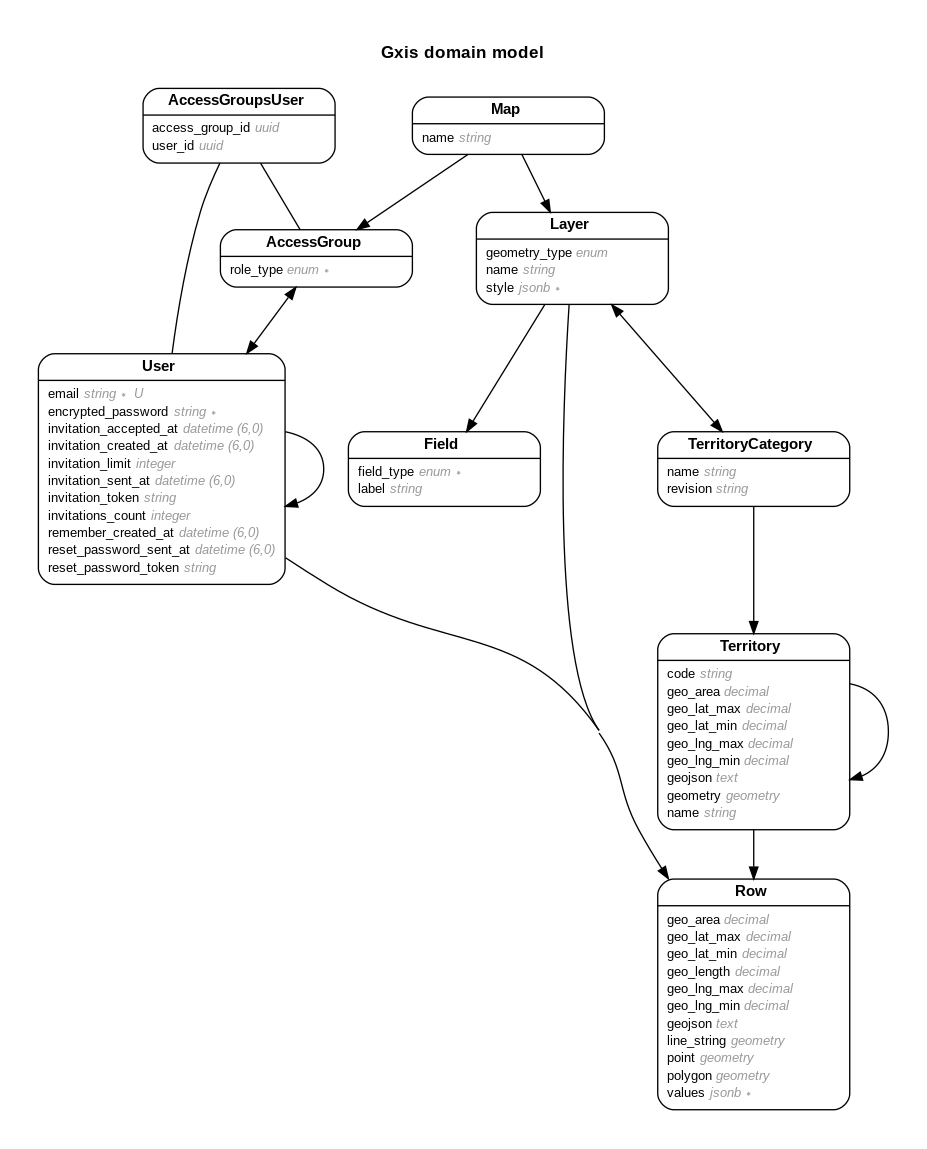 Gxis domain model
AccessGroupsUser
access_group_id uuid
user_id uuid
Map
name string
AccessGroup
role_type enum ∗
Layer
geometry_type enum
name string
style jsonb ∗
User
email string ∗ U
encrypted_password string ∗
invitation_accepted_at datetime (6,0)
invitation_created_at datetime (6,0)
invitation_limit integer
invitation_sent_at datetime (6,0)
invitation_token string
invitations_count integer
remember_created_at datetime (6,0)
reset_password_sent_at datetime (6,0)
reset_password_token string
Field
field_type enum ∗
label string
TerritoryCategory
name string
revision string
Territory
code string
geo_area decimal
geo_lat_max decimal
geo_lat_min decimal
geo_lng_max decimal
geo_lng_min decimal
geojson text
geometry geometry
name string
Row
geo_area decimal
geo_lat_max decimal
geo_lat_min decimal
geo_length decimal
geo_lng_max decimal
geo_lng_min decimal
geojson text
line_string geometry
point geometry
polygon geometry
values jsonb ∗